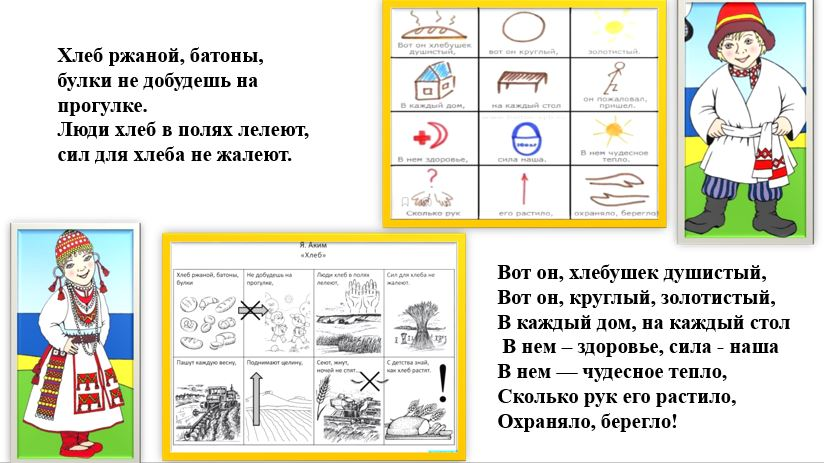 Хлеб ржаной, батоны,
булки не добудешь на
прогулке.
Люди хлеб в полях лелеют,
сил для хлеба не жалеют.
Вот он хлебушек
душистый,
вот он круглый,
золотистый.
В каждый дом,
на каждый стол
он пожаловал,
пришел.
В нем здоровье,
сила наша.
В нем чудесное
тепло.
?
Сколько рук
его растило,
охраняло, берегло!
Я. Аким
«Хлеб»
Хлеб ржаной, батоны,
булки
Не добудешь на
прогулке,
Люди хлеб в полях
лелеют,
Сил для хлеба не
жалеют.
Пашут каждую весну,
Поднимают целину,
Сеют, жнут,
ночей не спят.
С детства знай,
как хлеб растят.
!
Вот он, хлебушек душистый,
Вот он, круглый, золотистый,
В каждый дом, на каждый стол
В нем – здоровье, сила - наша
В нем — чудесное тепло,
Сколько рук его растило,
Охраняло, берегло!